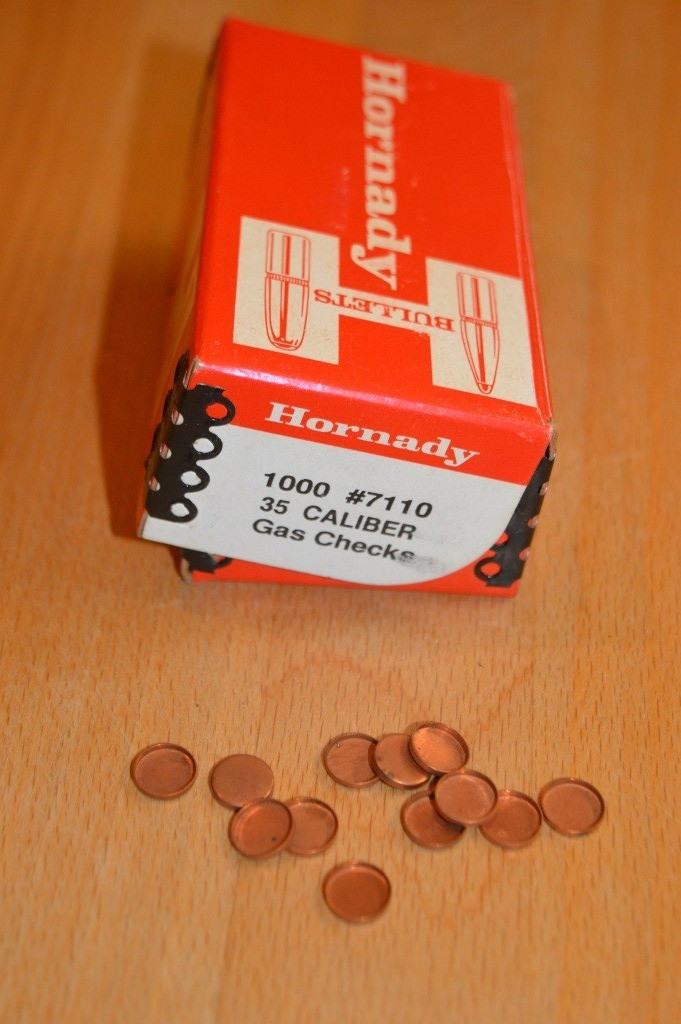 Hornady
BULLETS
Hornady
1000 #7110
35 CALIBER
Gas Checks